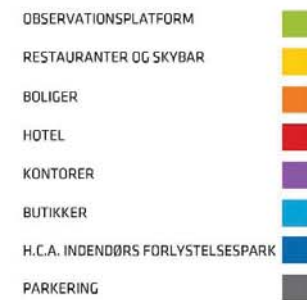 OBSERVATIONSPLATFORM
RESTAURANTER OG SKYBAR
BOLIGER
HOTEL
KONTORER
BUTIKKER
H.C.A. INDENDØRS FORLYSTELSESPARK
PARKERING